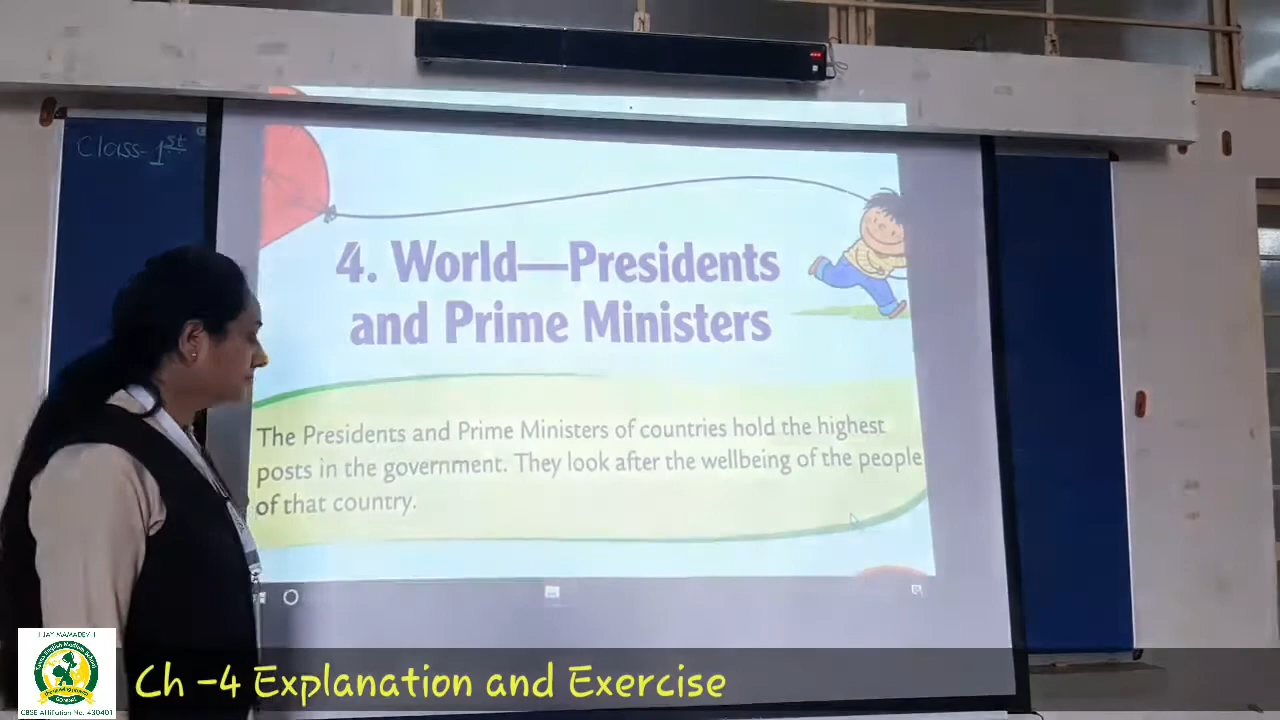 Class-1st
4. World—Presidents
and Prime Ministers
The Presidents and Prime Ministers of countries hold the highest
posts in the government. They look after the wellbeing of the people
of that country.
Ch -4 Explanation and Exercise
CBSE Affiliation No. 430401